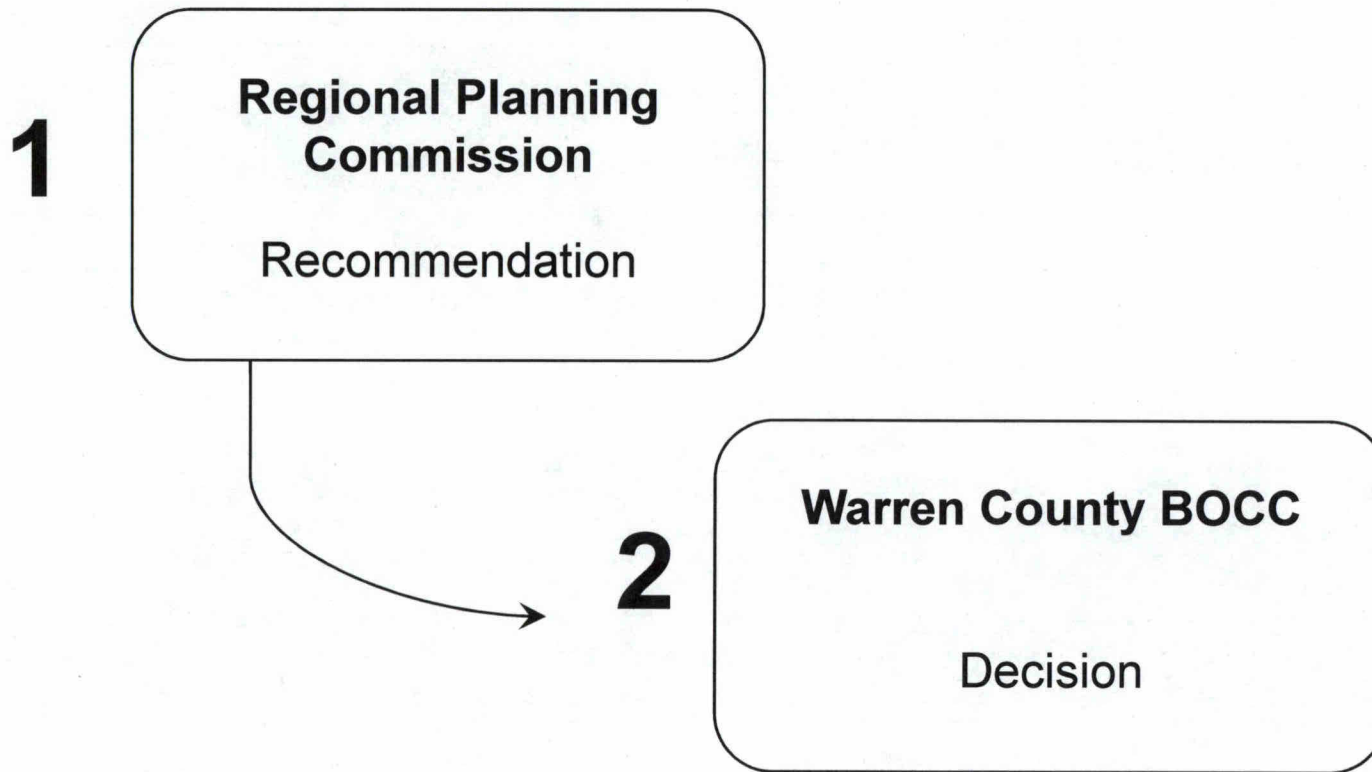 1
Regional Planning
Commission
Recommendation
2
Warren County BOCC
Decision